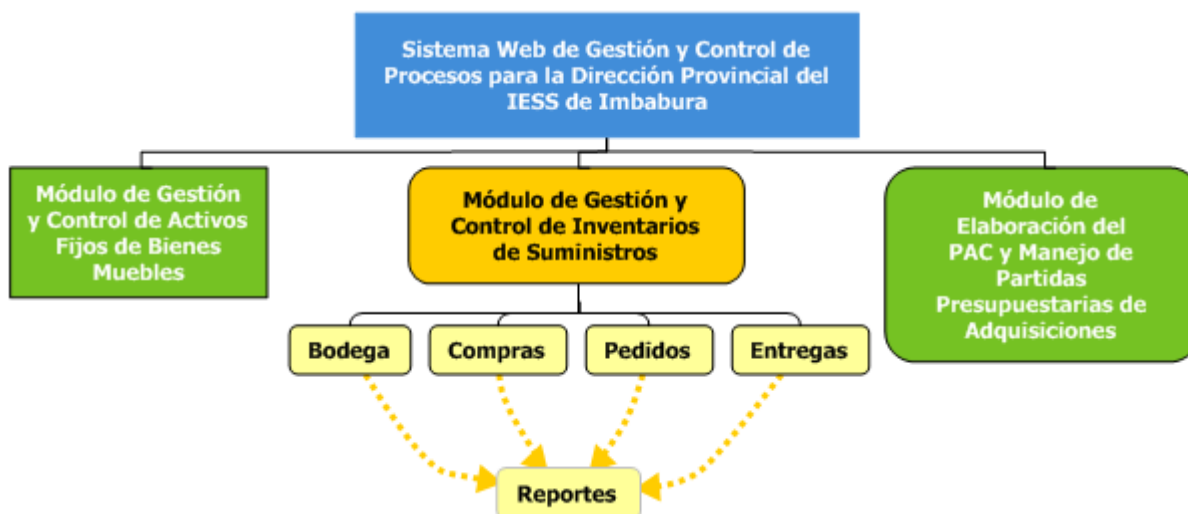 Sistema Web de Gestión y Control de
Procesos para la Dirección Provincial del
IESS de Imbabura
Módulo de Gestión
y Control de Activos
Fijos de Bienes
Muebles
Módulo de Gestión y
Control de Inventarios
de Suministros
Módulo de
Elaboración del
PAC y Manejo de
Partidas
Presupuestarias de
Adquisiciones
Bodega
Compras
Pedidos
Entregas
Reportes